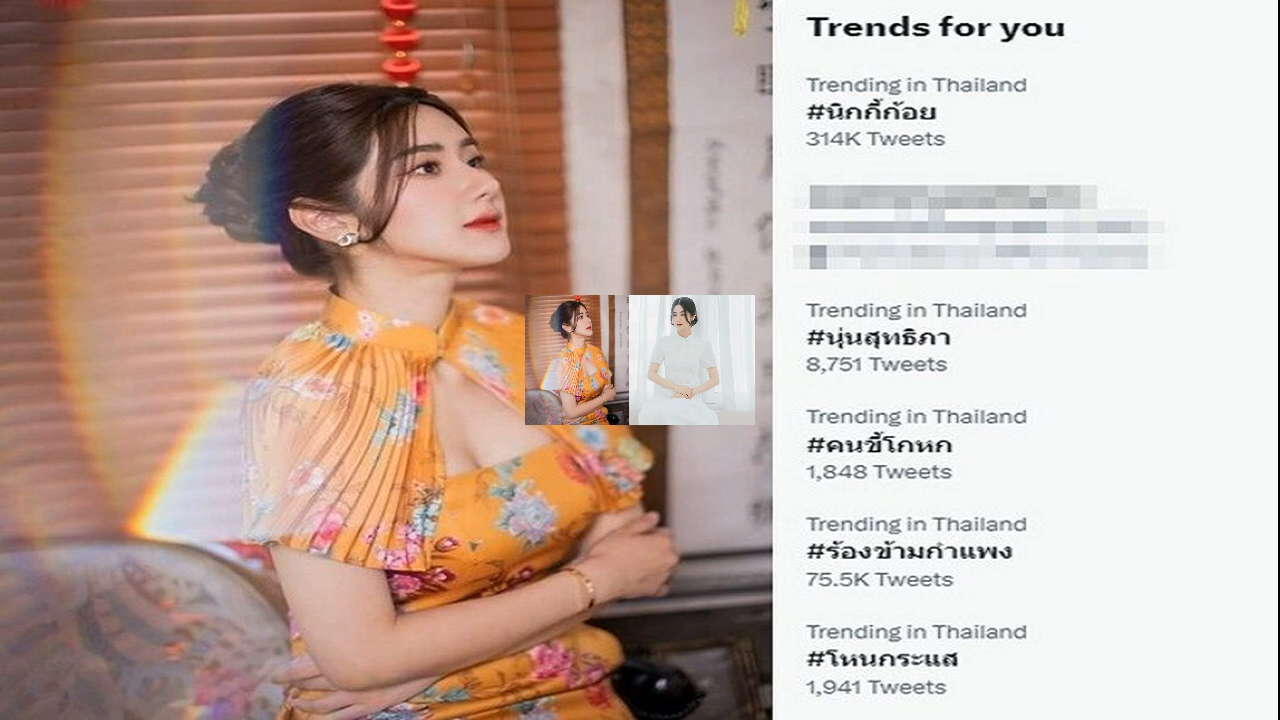 Trends for you
Trending in Thailand
#นิกกี้ก้อย
314K Tweets
Trending in Thailand
#นุ่นสุทธิภา
8,751 Tweets
Trending in Thailand
#คนขี้โกหก
1,848 Tweets
Trending in Thailand
#ร้องข้ามกำแพง
75.5K Tweets
Trending in Thailand
#โหนกระแส
1,941 Tweets